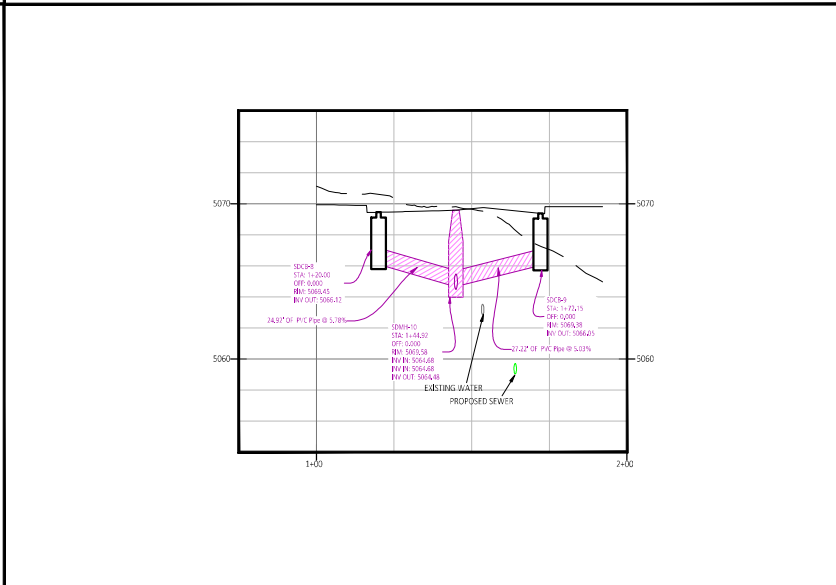 5070
5070
SDCB-8
STA: 1+20.00
OFF: 0.000
RIM: 5069.45
INV OUT: 5066.12
24.92' OF PVC Pipe @ 5.78%
SDMH-10
STA: 1+44.92
OFF: 0.000
RIM: 5069.58
INV IN: 5064.68
INV IN: 5064.68
INV OUT: 5064.48
SDCB-9
STA: 1+72.15
OFF: 0.000
RIM: 5069.38
INV OUT: 5066.05
27.22' OF PVC Pipe @ 5.03%
5060
5060
EXISTING WATER
PROPOSED SEWER
1+00
2+00